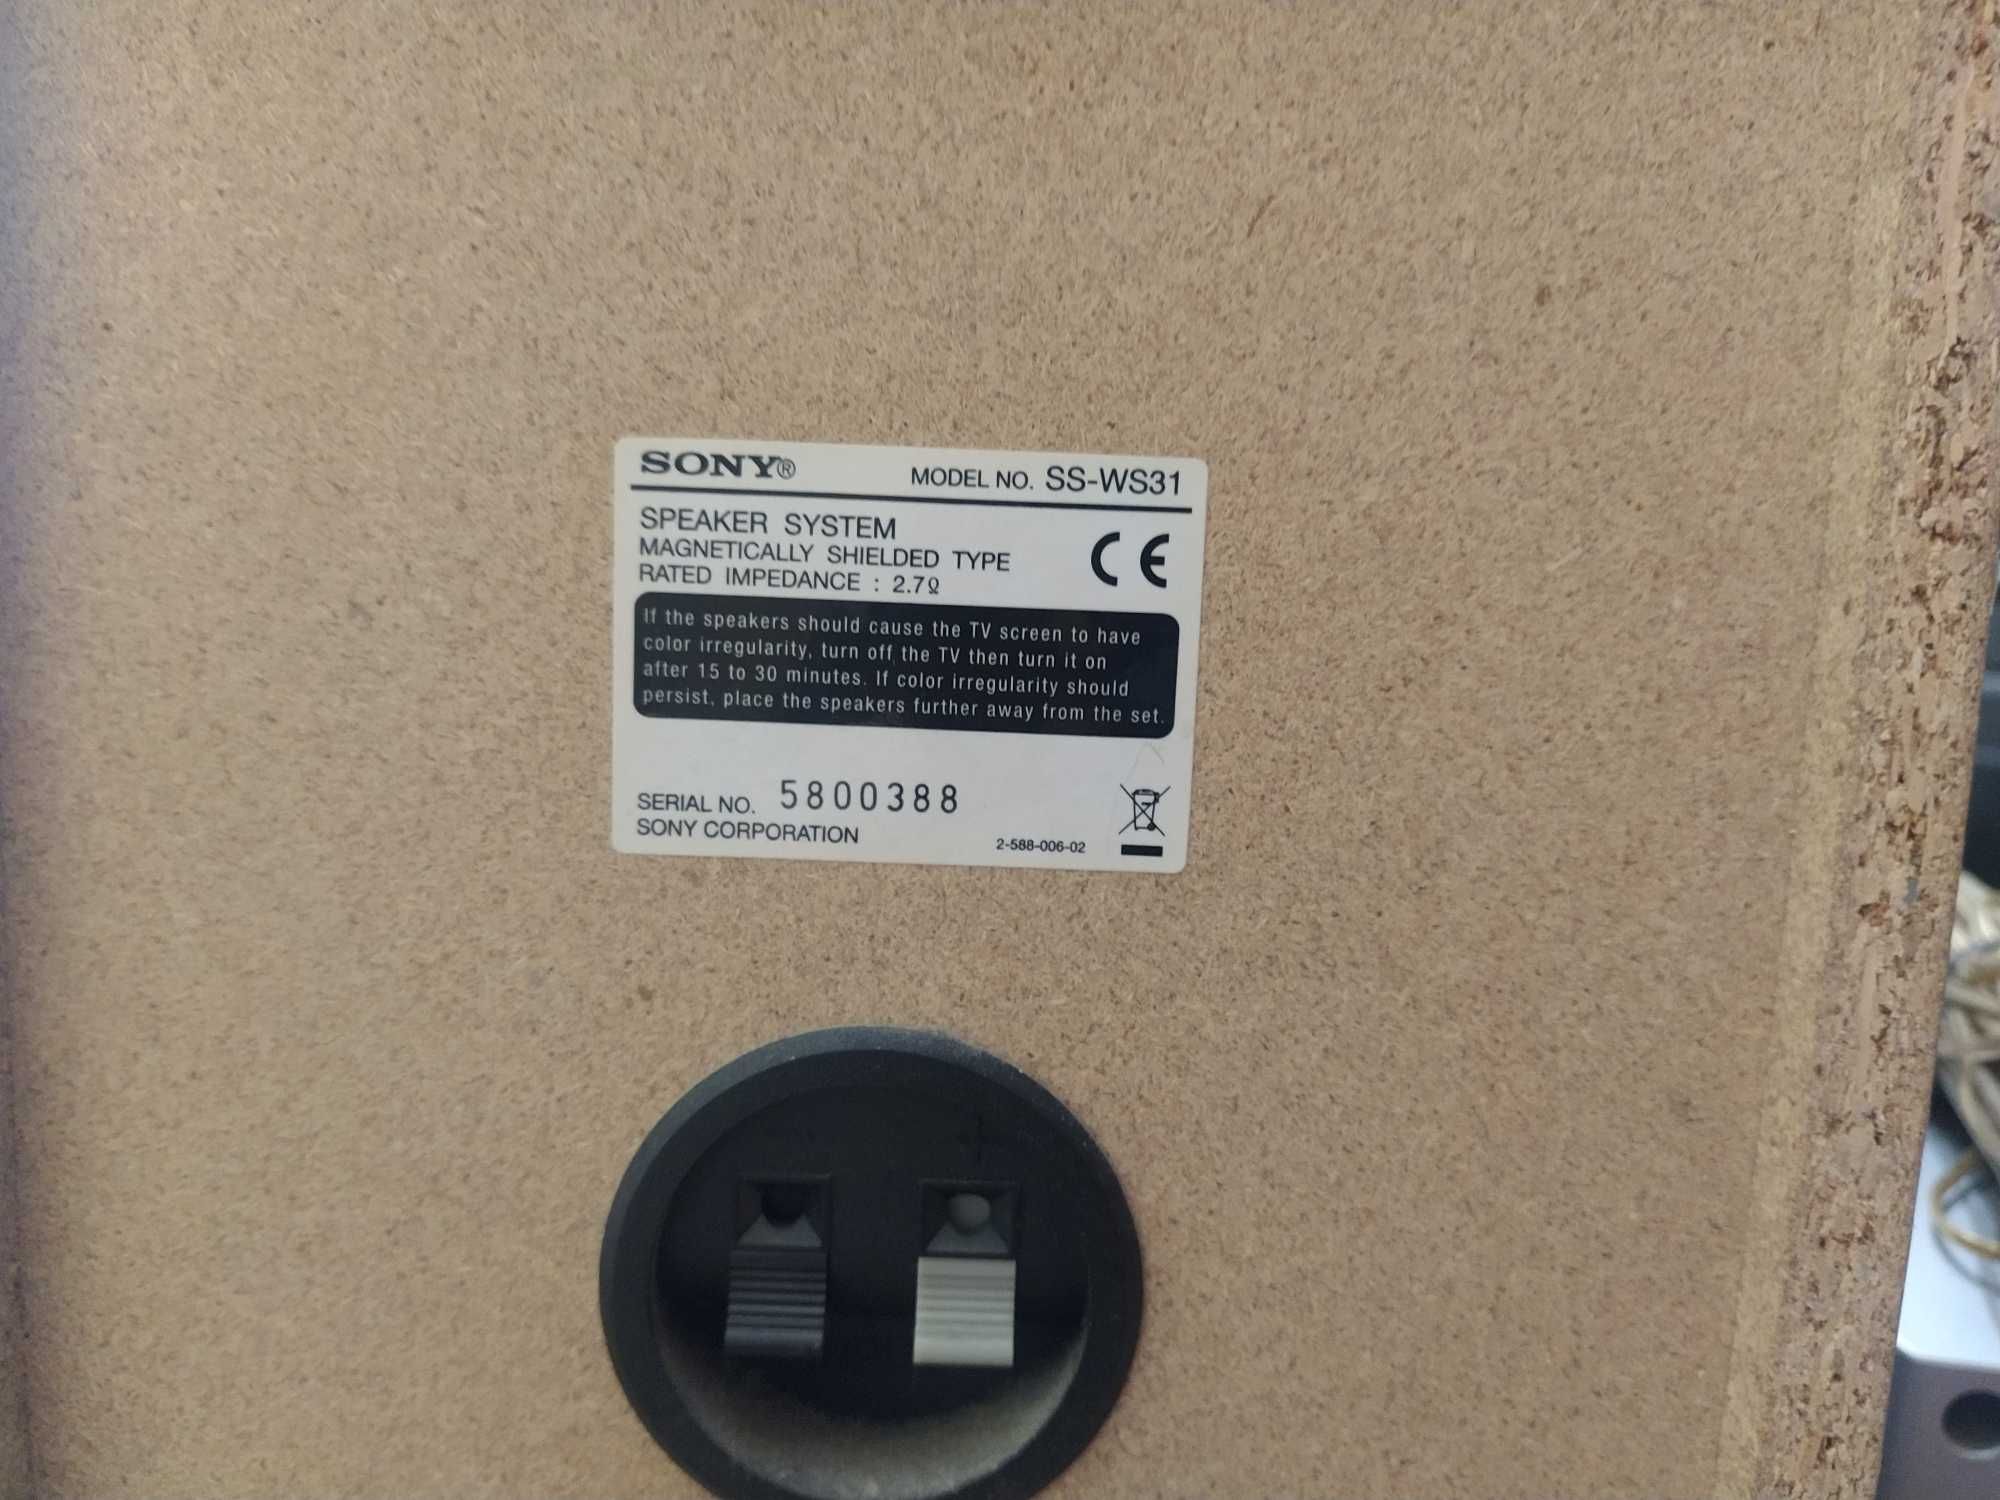 SONY® MODEL NO. SS-WS31
SPEAKER SYSTEM
MAGNETICALLY SHIELDED TYPE
RATED IMPEDANCE : 2.7Ω
If the speakers should cause the TV screen to have
color irregularity, turn off the TV then turn it on
after 15 to 30 minutes. If color irregularity should
persist, place the speakers further away from the set.
CE
SERIAL NO. 5800388
SONY CORPORATION
2-588-006-02
+